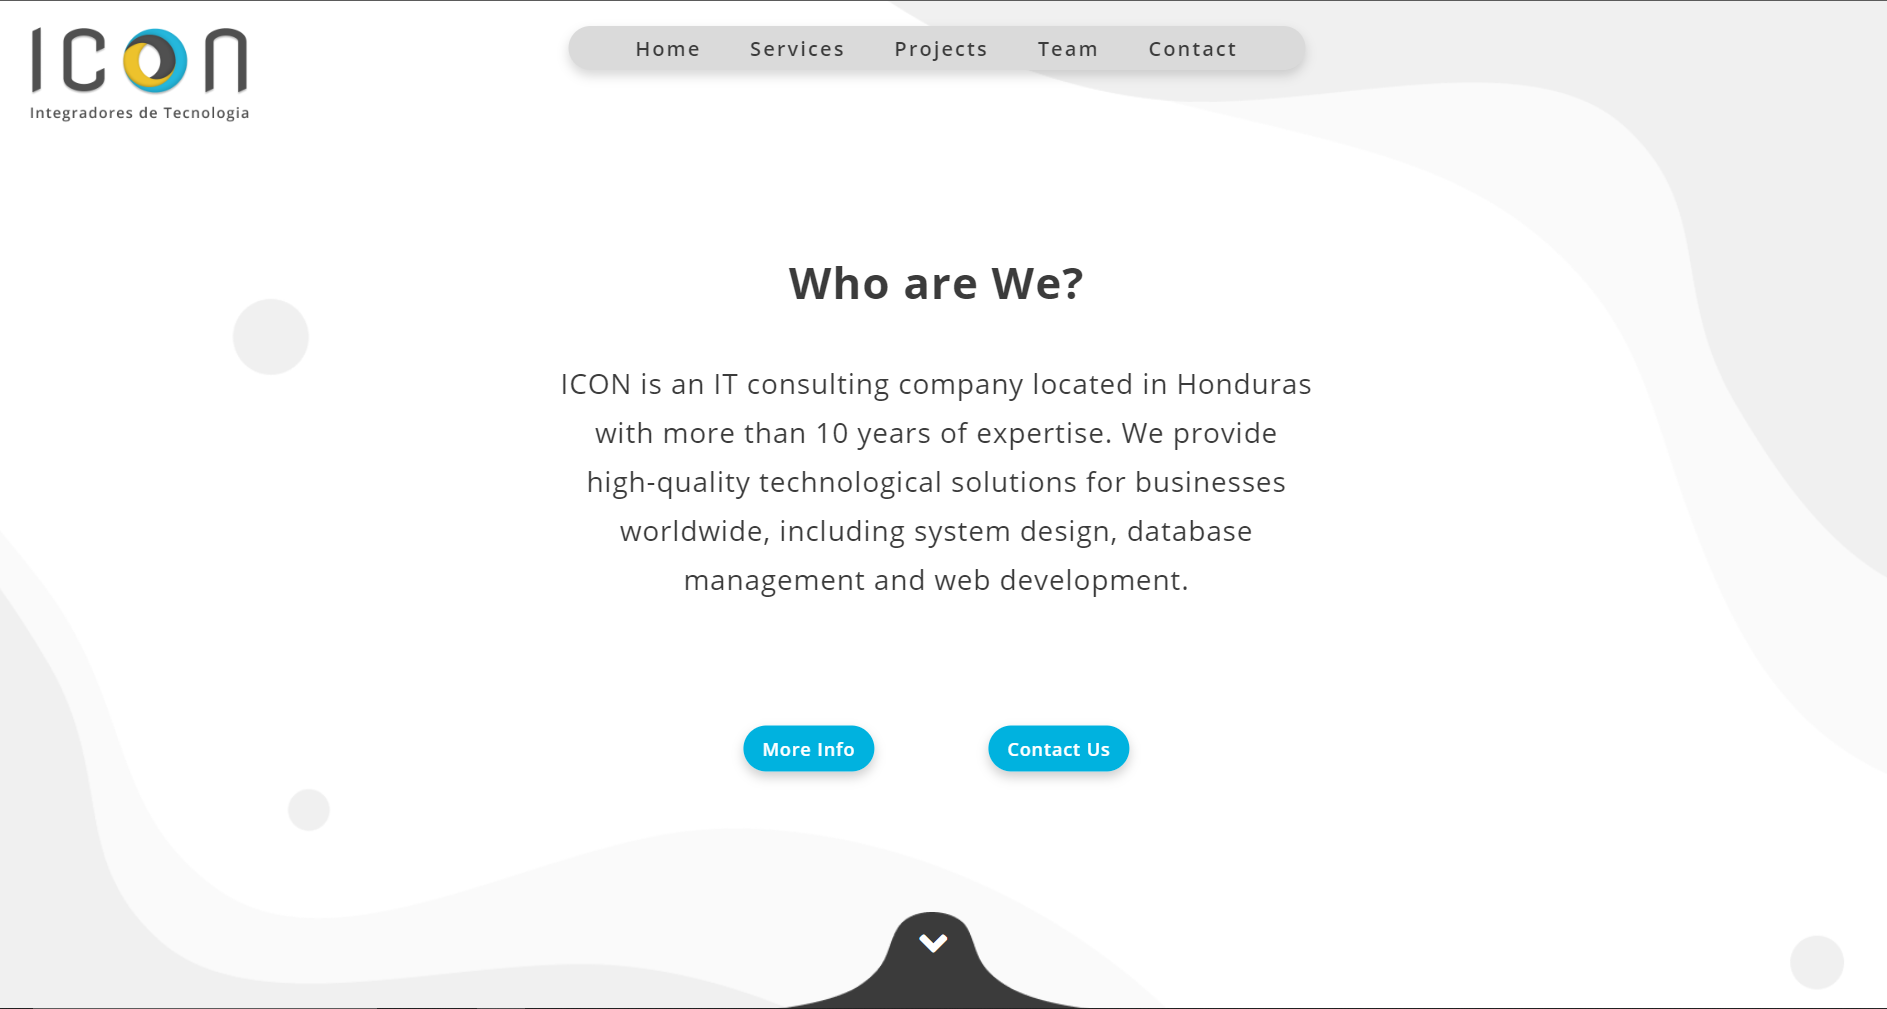 ICON
Integradores de Tecnologia
Home Services Projects Team Contact
Who are We?
ICON is an IT consulting company located in Honduras
with more than 10 years of expertise. We provide
high-quality technological solutions for businesses
worldwide, including system design, database
management and web development.
More Info Contact Us